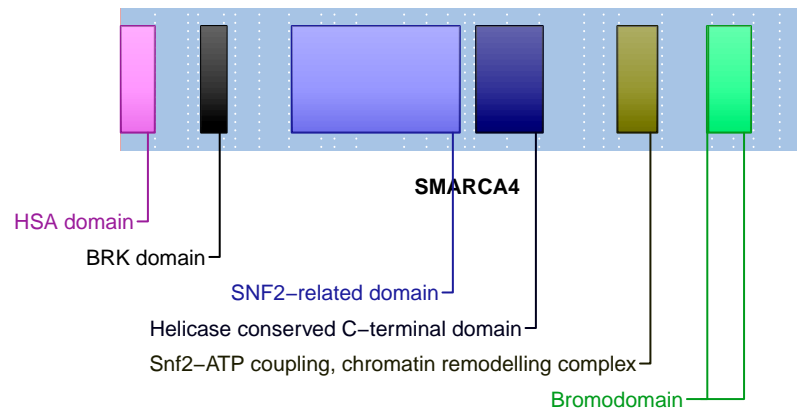 SMARCA4
HSA domain
BRK domain
SNF2−related domain
Helicase conserved C−terminal domain
Snf2−ATP coupling, chromatin remodelling complex
Bromodomain